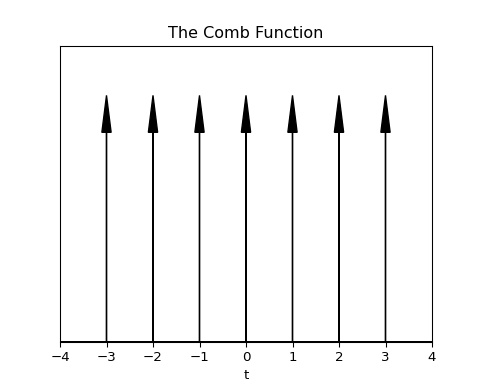 The Comb Function
−4 −3 −2 −1 0 1 2 3 4
t